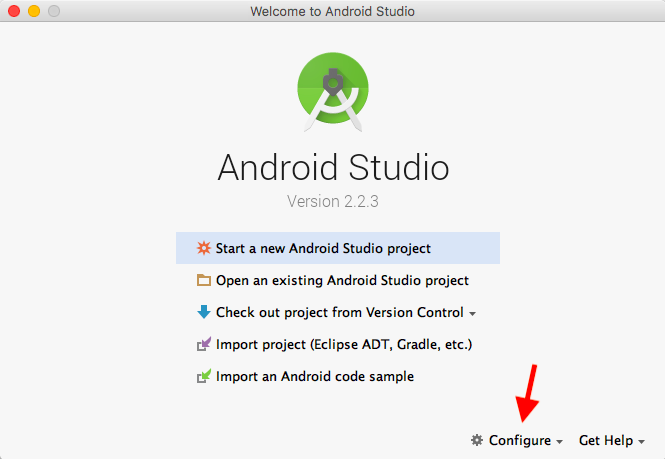 Welcome to Android Studio
Android Studio
Version 2.2.3
Start a new Android Studio project
Open an existing Android Studio project
Check out project from Version Control
Import project (Eclipse ADT, Gradle, etc.)
Import an Android code sample
Configure Get Help